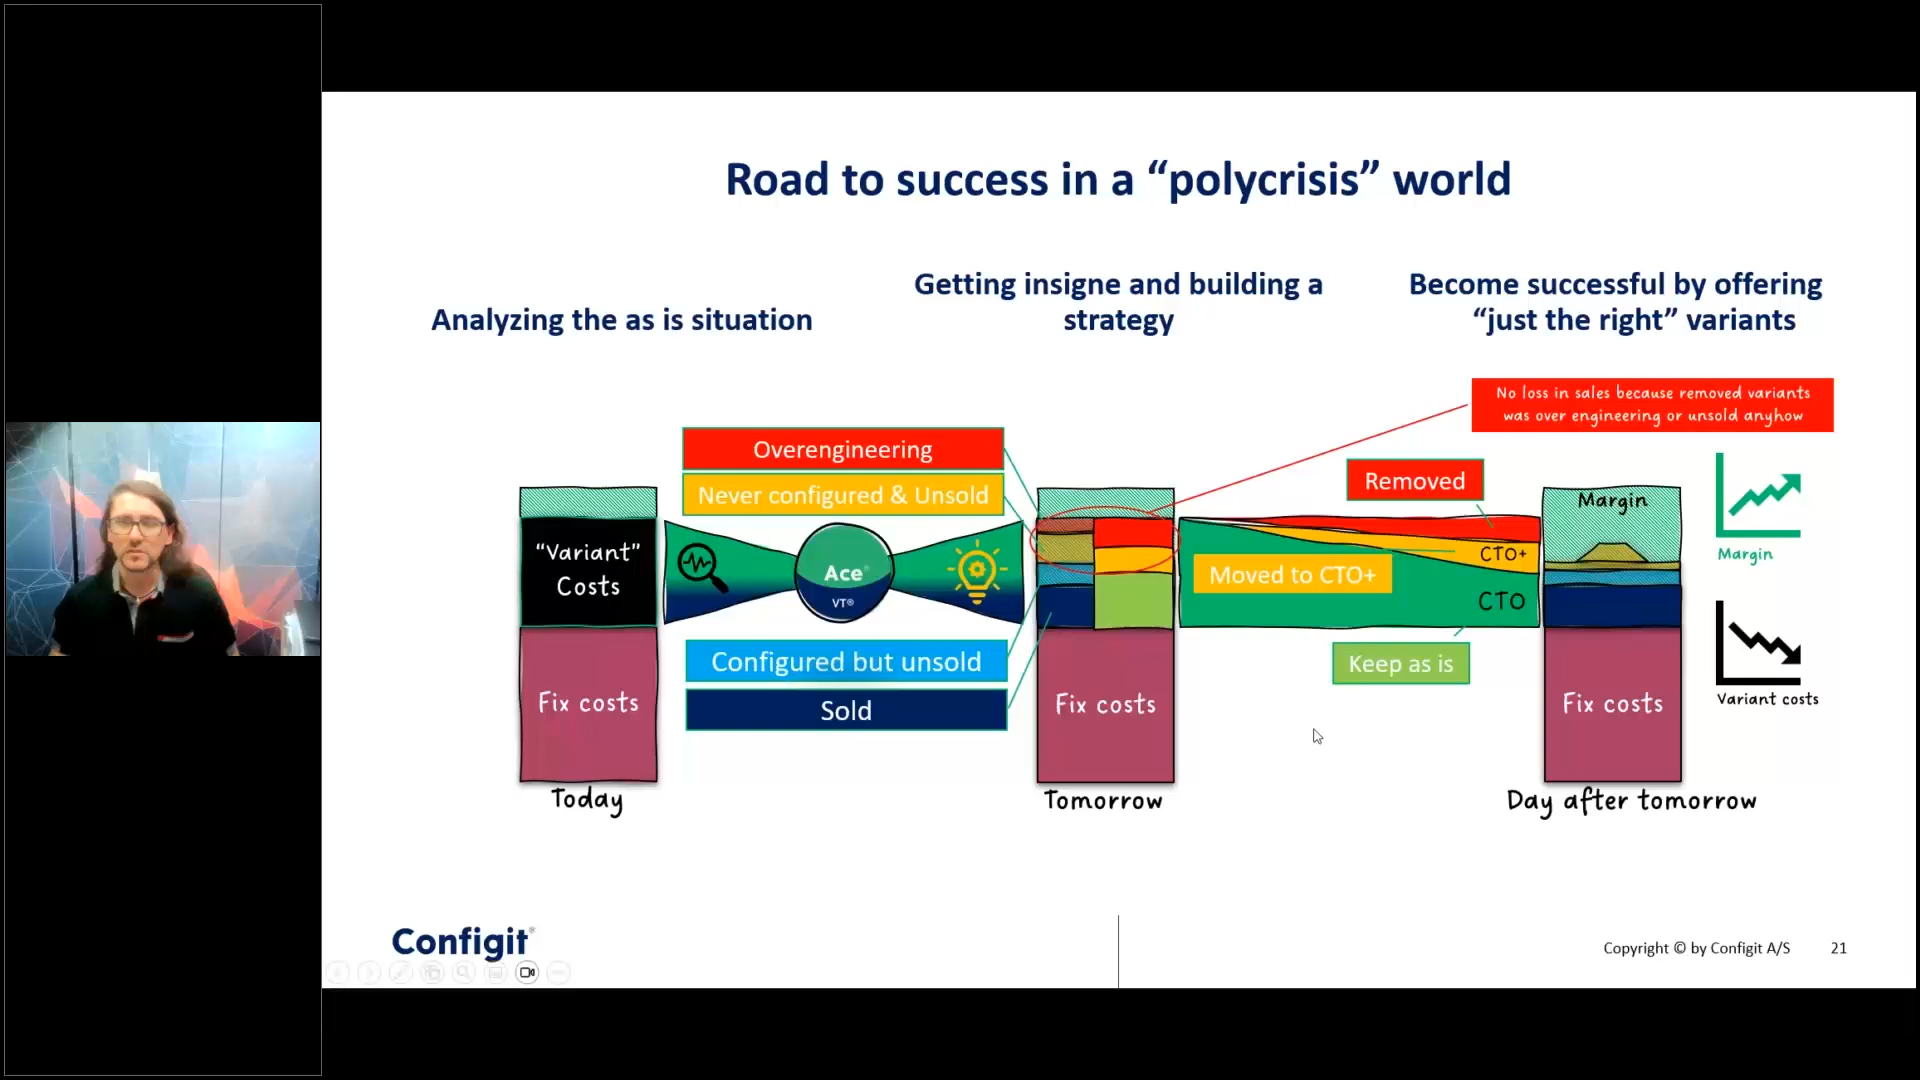 Road to success in a “polycrisis” world
Analyzing the as is situation
Getting insigne and building a
strategy
Become successful by offering
“just the right” variants
No loss in sales because removed variants
was over engineering or unsold anyhow
Overengineering
Never configured & Unsold
Removed
Margin
“Variant”
Costs
Ace®
VT®
Moved to CTO+
CTO+
CTO
Margin
Configured but unsold
Keep as is
Sold
Fix costs
Fix costs
Fix costs
Variant costs
Today
Tomorrow
Day after tomorrow
Configit®
Copyright © by Configit A/S
21